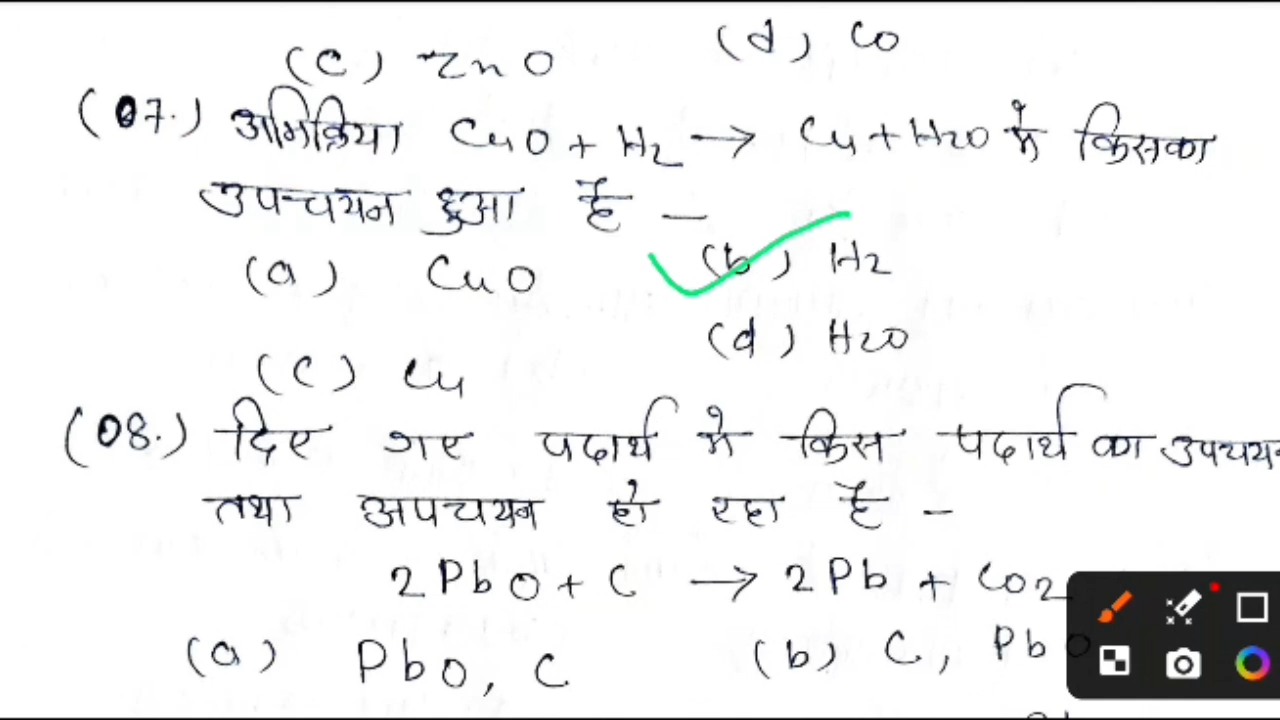 (d) Co
(c) ZnO
(07.) अभिक्रिया CuO + H2 → Cu + H2O मे किसका
उपचयन हुआ है –
(a) CuO (b) H2
(d) H2O
(c) Cu
(08.) दिए गए पदार्थ मे किस पदार्थ का उपचयन
तथा अपचयन हो रहा है –
2PbO + C → 2Pb + CO2
(a) PbO, C (b) C, PbO